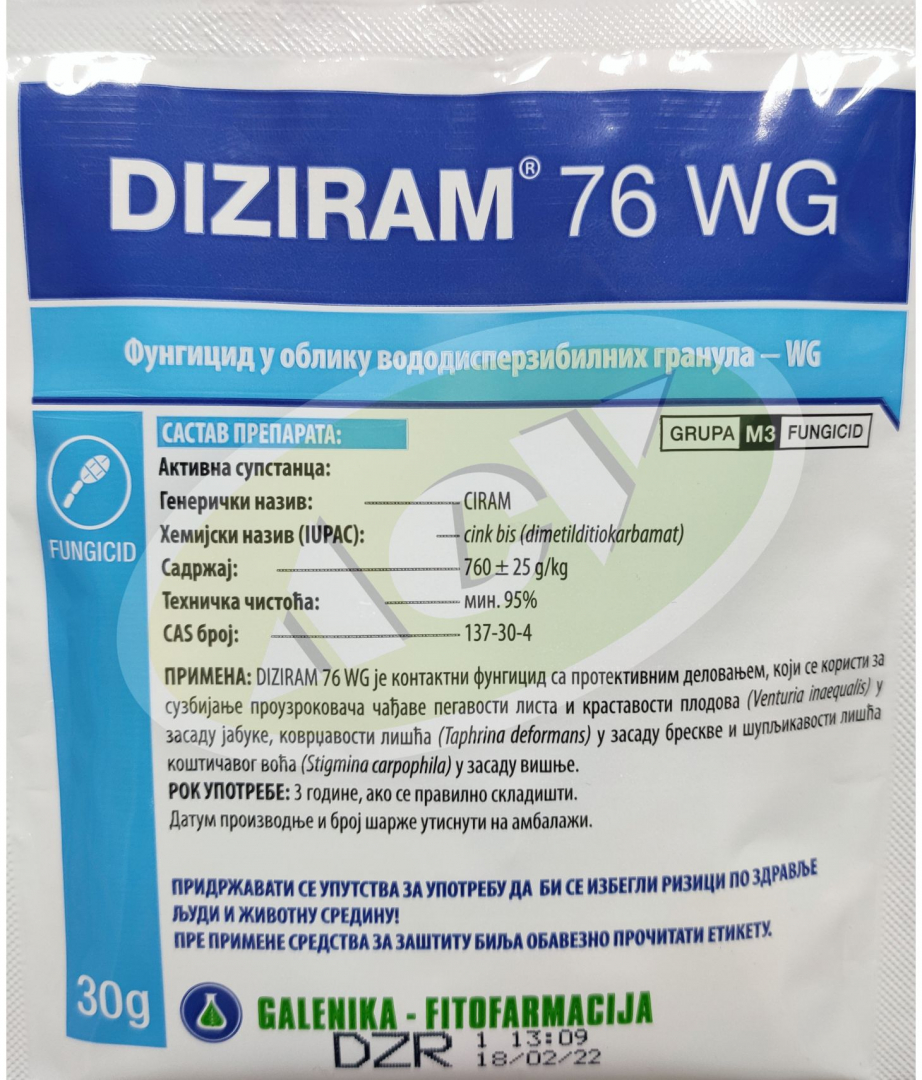 DIZIRAM® 76 WG
Фунгицид у облику вододисперзибилних гранула – WG
САСТАВ ПРЕПАРАТА:
GRUPA M3 FUNGICID
Активна супстанца:
Генерички назив: CIRAM
Хемијски назив (IUPAC): cink bis (dimetilditiokarbamat)
FUNGICID
Садржај: 760 ± 25 g/kg
Техничка чистоћа: мин. 95%
CAS број: 137-30-4
ПРИМЕНА: DIZIRAM 76 WG је контактни фунгицид са протективним деловањем, који се користи за
сузбијање проузроковача чађаве пегавости листа и краставости плодова (Venturia inaequalis) у
засаду јабуке, коврџавости лишћа (Taphrina deformans) у засаду брескве и шупљикавости лишћа
коштичавог воћа (Stigmina carpophila) у засаду вишње.
РОК УПОТРЕБЕ: 3 године, ако се правилно складишти.
Датум производње и број шарже утиснути на амбалажи.
ПРИДРЖАВАТИ СЕ УПУТСТВА ЗА УПОТРЕБУ ДА БИ СЕ ИЗБЕГЛИ РИЗИЦИ ПО ЗДРАВЉЕ
ЉУДИ И ЖИВОТНУ СРЕДИНУ!
ПРЕ ПРИМЕНЕ СРЕДСТВА ЗА ЗАШТИТУ БИЉА ОБАВЕЗНО ПРОЧИТАТИ ЕТИКЕТУ.
30g
GALENIKA - FITOFARMACIJA
DZR 1 13:09
18/02/22